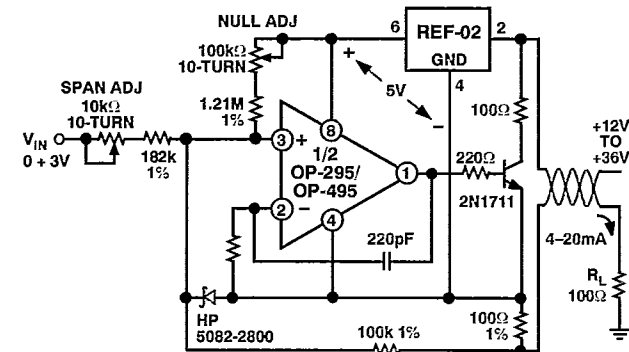 NULL ADJ
6
REF-02
2
GND
4
100kΩ
10-TURN
+
5V
−
SPAN ADJ
10kΩ
10-TURN
1.21M
1%
100Ω
+12V
TO
+36V
VIN
0 + 3V
182k
1%
3
+
8
1/2
OP-295/
OP-495
1
220Ω
2N1711
2
−
4
220pF
4–20mA
RL
100Ω
HP
5082-2800
100Ω
1%
100k 1%